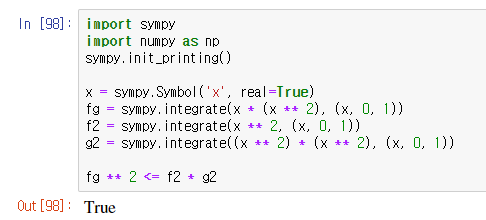 In [98]: import sympy
import numpy as np
sympy.init_printing()
x = sympy.Symbol('x', real=True)
fg = sympy.integrate(x * (x ** 2), (x, 0, 1))
f2 = sympy.integrate(x ** 2, (x, 0, 1))
g2 = sympy.integrate((x ** 2) * (x ** 2), (x, 0, 1))
fg ** 2 <= f2 * g2
Out[98]: True